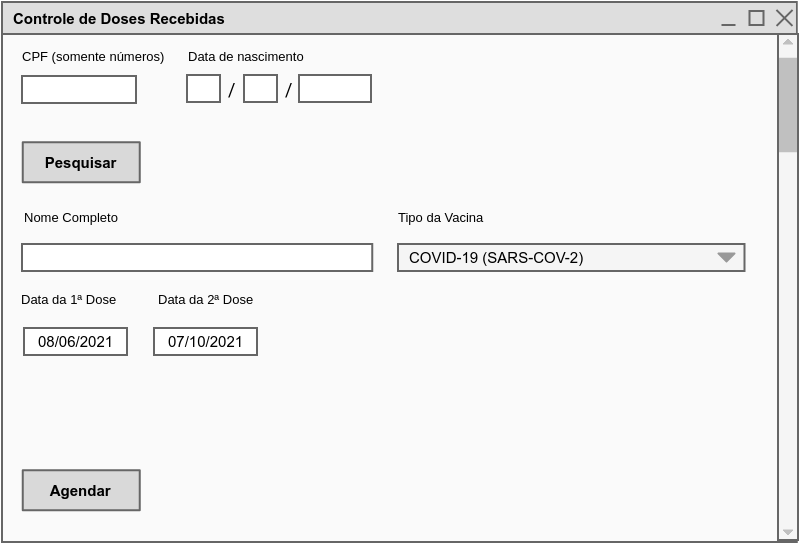 Controle de Doses Recebidas
CPF (somente números) Data de nascimento
/ /
Pesquisar
Nome Completo Tipo da Vacina
COVID-19 (SARS-COV-2)
Data da 1ª Dose Data da 2ª Dose
08/06/2021 07/10/2021
Agendar